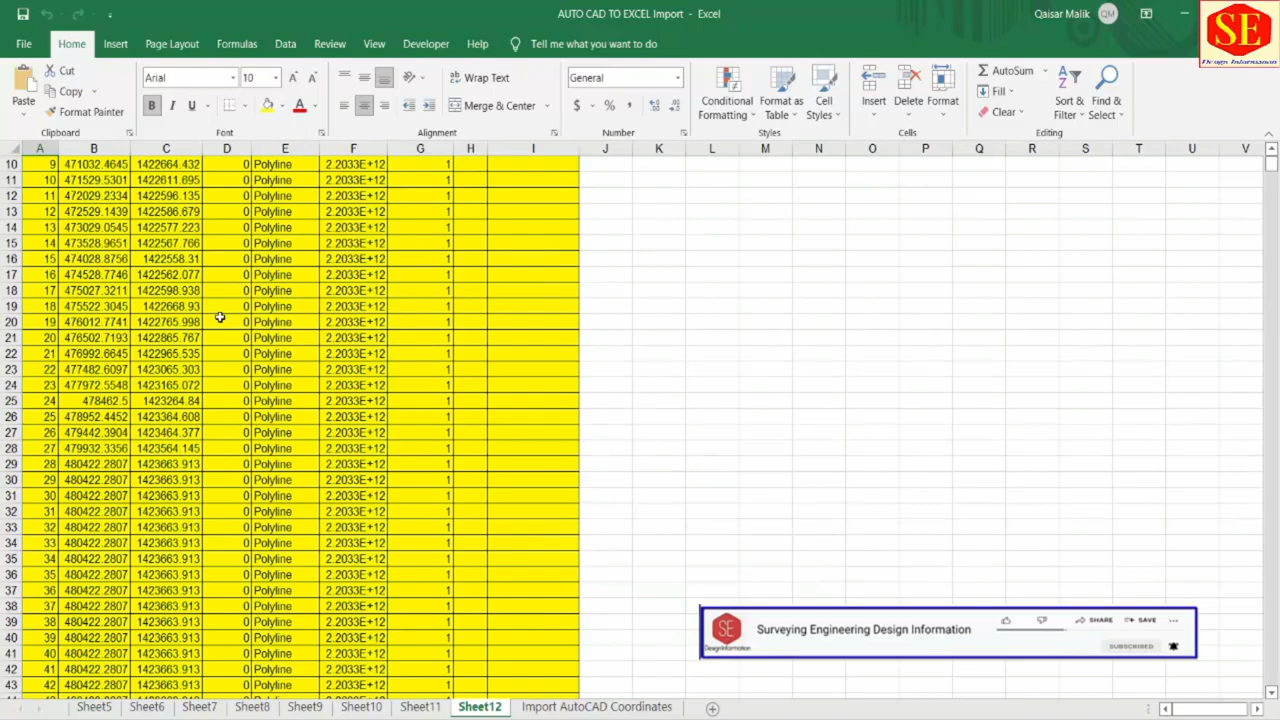 AUTO CAD TO EXCEL Import - Excel
Qaisar Malik QM
SE
Design Information
File Home Insert Page Layout Formulas Data Review View Developer Help Tell me what you want to do
Paste
Cut
Copy
Format Painter
Clipboard
Arial 10
B I U
Font
Wrap Text
Merge & Center
Alignment
General
$ % ,
Number
Conditional Formatting
Format as Table
Cell Styles
Styles
Insert Delete Format
Cells
AutoSum
Fill
Clear
Sort & Filter
Find & Select
Editing
A B C D E F G H I J K L M N O P Q R S T U V
10 9 471032.4645 1422664.432 0 Polyline 2.2033E+12 1
11 10 471529.5301 1422611.695 0 Polyline 2.2033E+12 1
12 11 472029.2334 1422596.135 0 Polyline 2.2033E+12 1
13 12 472529.1439 1422586.679 0 Polyline 2.2033E+12 1
14 13 473029.0545 1422577.223 0 Polyline 2.2033E+12 1
15 14 473528.9651 1422567.766 0 Polyline 2.2033E+12 1
16 15 474028.8756 1422558.31 0 Polyline 2.2033E+12 1
17 16 474528.7746 1422562.077 0 Polyline 2.2033E+12 1
18 17 475027.3211 1422598.938 0 Polyline 2.2033E+12 1
19 18 475522.3045 1422668.93 0 Polyline 2.2033E+12 1
20 19 476012.7741 1422765.998 0 Polyline 2.2033E+12 1
21 20 476502.7193 1422865.767 0 Polyline 2.2033E+12 1
22 21 476992.6645 1422965.535 0 Polyline 2.2033E+12 1
23 22 477482.6097 1423065.303 0 Polyline 2.2033E+12 1
24 23 477972.5548 1423165.072 0 Polyline 2.2033E+12 1
25 24 478462.5 1423264.84 0 Polyline 2.2033E+12 1
26 25 478952.4452 1423364.608 0 Polyline 2.2033E+12 1
27 26 479442.3904 1423464.377 0 Polyline 2.2033E+12 1
28 27 479932.3356 1423564.145 0 Polyline 2.2033E+12 1
29 28 480422.2807 1423663.913 0 Polyline 2.2033E+12 1
30 29 480422.2807 1423663.913 0 Polyline 2.2033E+12 1
31 30 480422.2807 1423663.913 0 Polyline 2.2033E+12 1
32 31 480422.2807 1423663.913 0 Polyline 2.2033E+12 1
33 32 480422.2807 1423663.913 0 Polyline 2.2033E+12 1
34 33 480422.2807 1423663.913 0 Polyline 2.2033E+12 1
35 34 480422.2807 1423663.913 0 Polyline 2.2033E+12 1
36 35 480422.2807 1423663.913 0 Polyline 2.2033E+12 1
37 36 480422.2807 1423663.913 0 Polyline 2.2033E+12 1
38 37 480422.2807 1423663.913 0 Polyline 2.2033E+12 1
39 38 480422.2807 1423663.913 0 Polyline 2.2033E+12 1
40 39 480422.2807 1423663.913 0 Polyline 2.2033E+12 1
41 40 480422.2807 1423663.913 0 Polyline 2.2033E+12 1
42 41 480422.2807 1423663.913 0 Polyline 2.2033E+12 1
43 42 480422.2807 1423663.913 0 Polyline 2.2033E+12 1
SE
DesignInformation
Surveying Engineering Design Information
SHARE SAVE ...
SUBSCRIBED
Sheet5 Sheet6 Sheet7 Sheet8 Sheet9 Sheet10 Sheet11 Sheet12 Import AutoCAD Coordinates